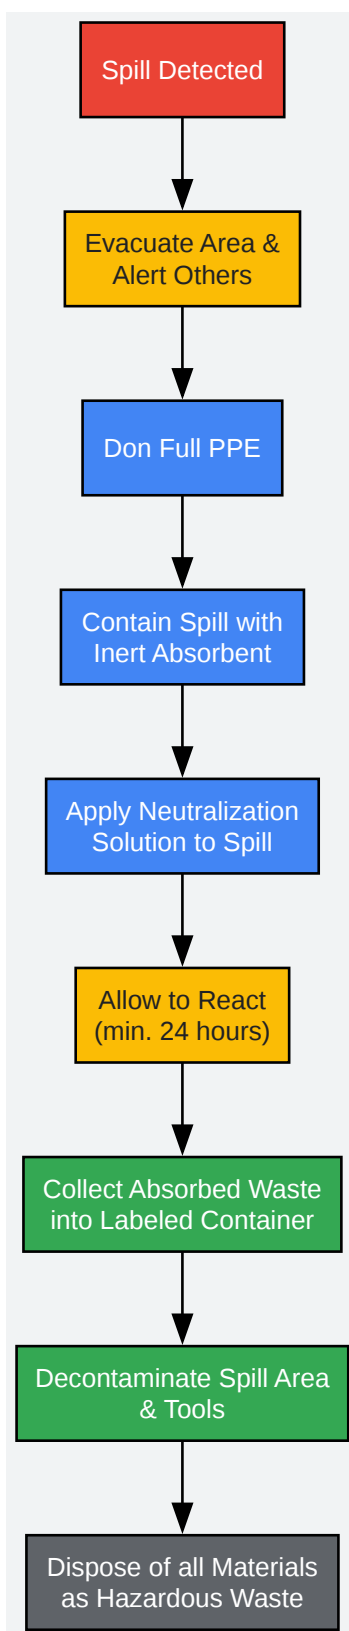 Spill Detected
Evacuate Area &
Alert Others
Don Full PPE
Contain Spill with
Inert Absorbent
Apply Neutralization
Solution to Spill
Allow to React
(min. 24 hours)
Collect Absorbed Waste
into Labeled Container
Decontaminate Spill Area
& Tools
Dispose of all Materials
as Hazardous Waste